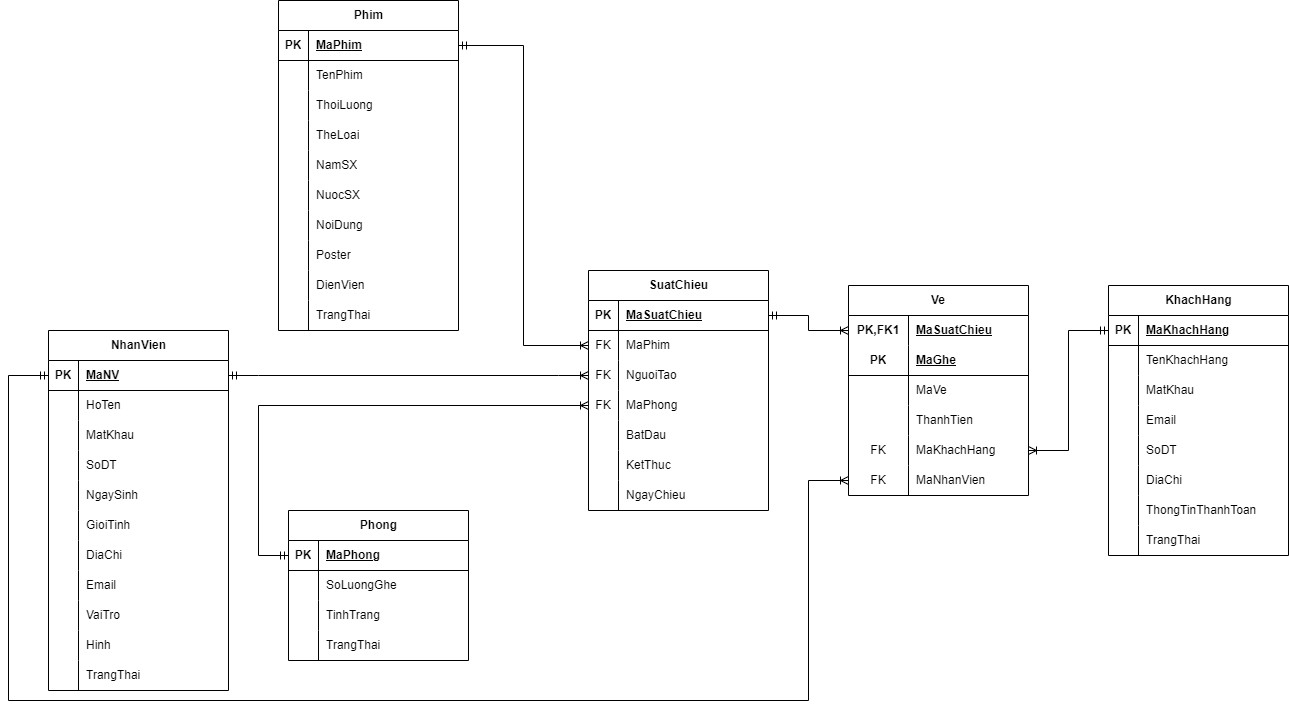 Phim
PK MaPhim
TenPhim
ThoiLuong
TheLoai
NamSX
NuocSX
NoiDung
Poster
DienVien
TrangThai
NhanVien
PK MaNV
HoTen
MatKhau
SoDT
NgaySinh
GioiTinh
DiaChi
Email
VaiTro
Hinh
TrangThai
Phong
PK MaPhong
SoLuongGhe
TinhTrang
TrangThai
SuatChieu
PK MaSuatChieu
FK MaPhim
FK NguoiTao
FK MaPhong
BatDau
KetThuc
NgayChieu
Ve
PK,FK1 MaSuatChieu
PK MaGhe
MaVe
ThanhTien
FK MaKhachHang
FK MaNhanVien
KhachHang
PK MaKhachHang
TenKhachHang
MatKhau
Email
SoDT
DiaChi
ThongTinThanhToan
TrangThai